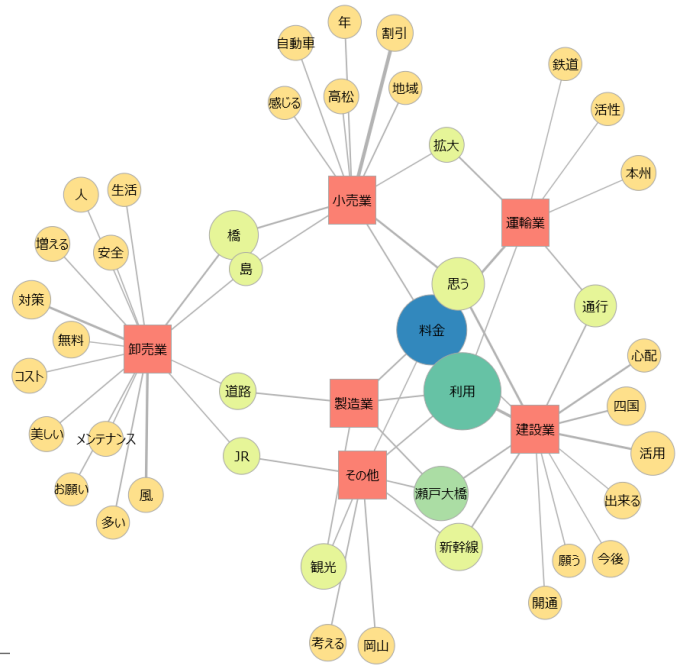 年
割引
自動車
鉄道
地域
高松
感じる
活性
拡大
本州
生活
人
小売業
運輸業
橋
増える
安全
島
思う
対策
通行
料金
無料
卸売業
心配
コスト
道路
利用
製造業
四国
美しい
メンテナンス
建設業
JR
活用
その他
お願い
風
瀬戸大橋
出来る
多い
新幹線
観光
願う
今後
開通
考える
岡山